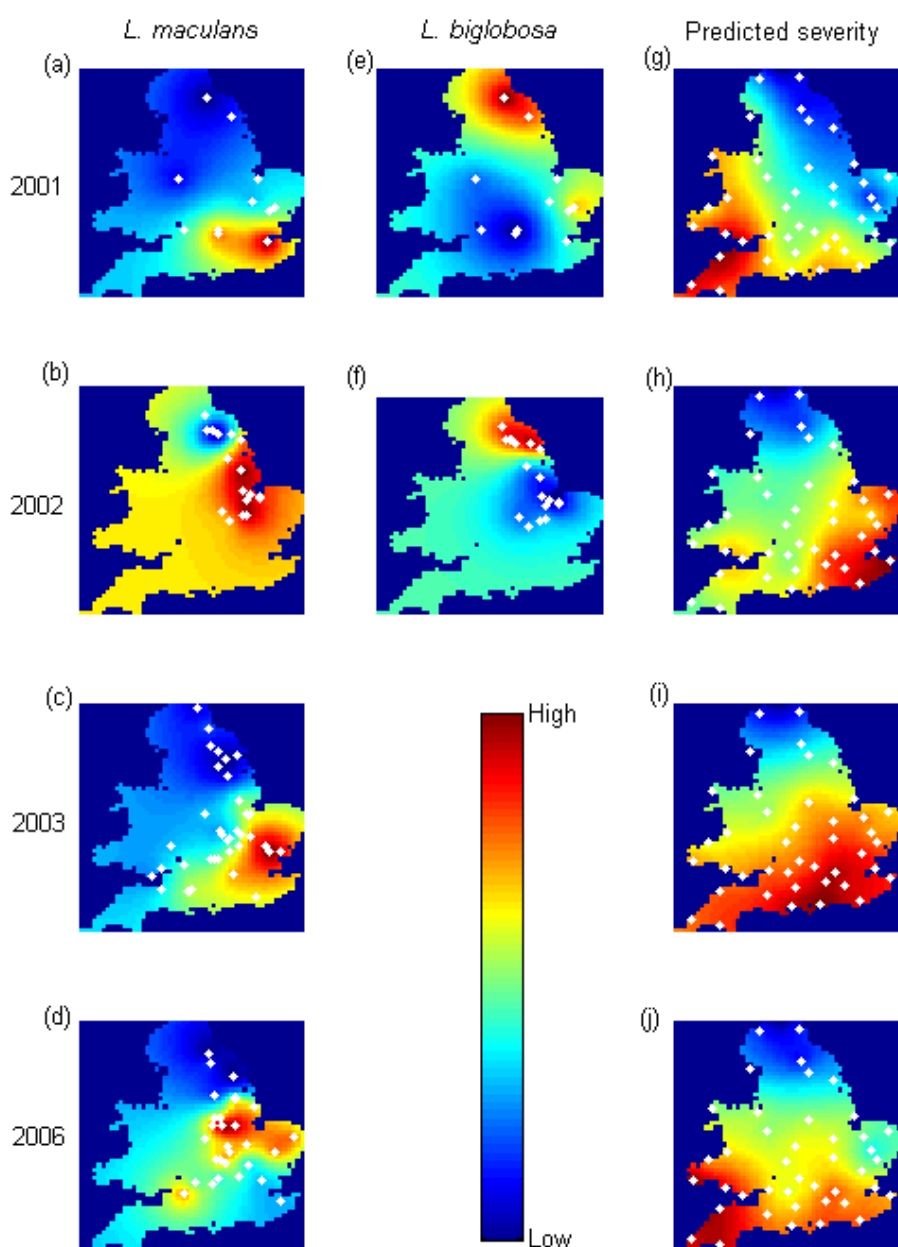 L. maculans L. biglobosa Predicted severity
(a) (e) (g)
2001
(b) (f) (h)
2002
(c) (i)
High
2003
(d) (j)
2006
Low